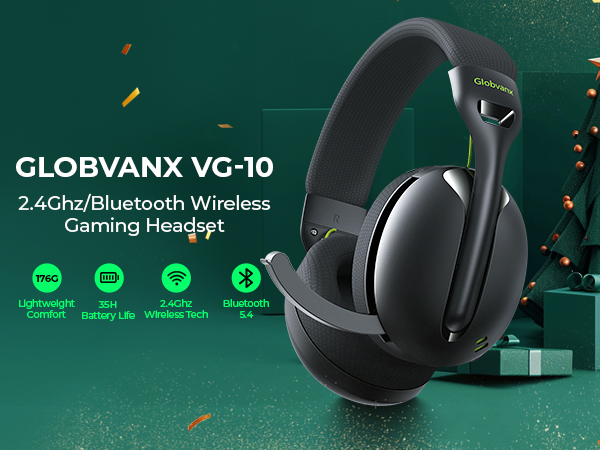 Globvanx
GLOBVANX VG-10
2.4Ghz/Bluetooth Wireless
Gaming Headset
R
176G
Lightweight
Comfort
35H
Battery Life
2.4Ghz
Wireless Tech
Bluetooth
5.4